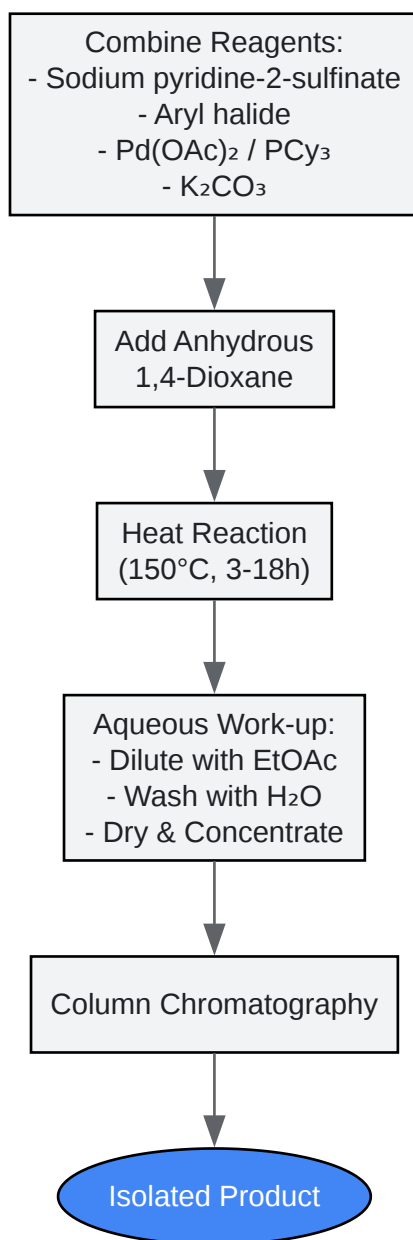 Combine Reagents:
- Sodium pyridine-2-sulfinate
- Aryl halide
- Pd(OAc)₂ / PCy₃
- K₂CO₃
Add Anhydrous
1,4-Dioxane
Heat Reaction
(150°C, 3-18h)
Aqueous Work-up:
- Dilute with EtOAc
- Wash with H₂O
- Dry & Concentrate
Column Chromatography
Isolated Product